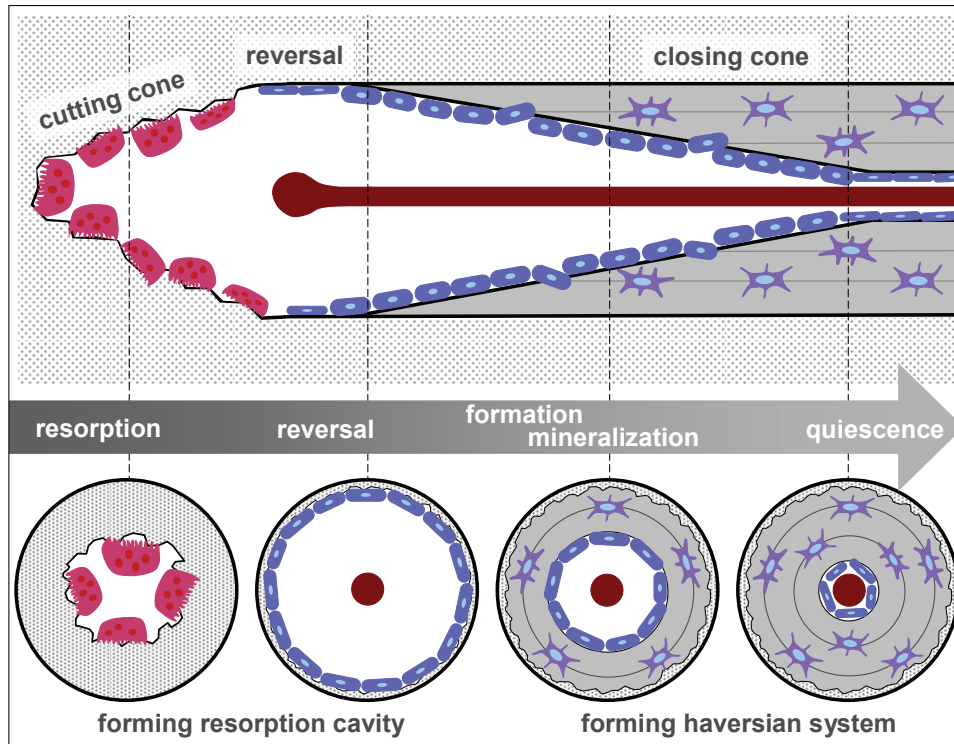 reversal
closing cone
cutting cone
resorption
reversal
formation
mineralization
quiescence
forming resorption cavity
forming haversian system